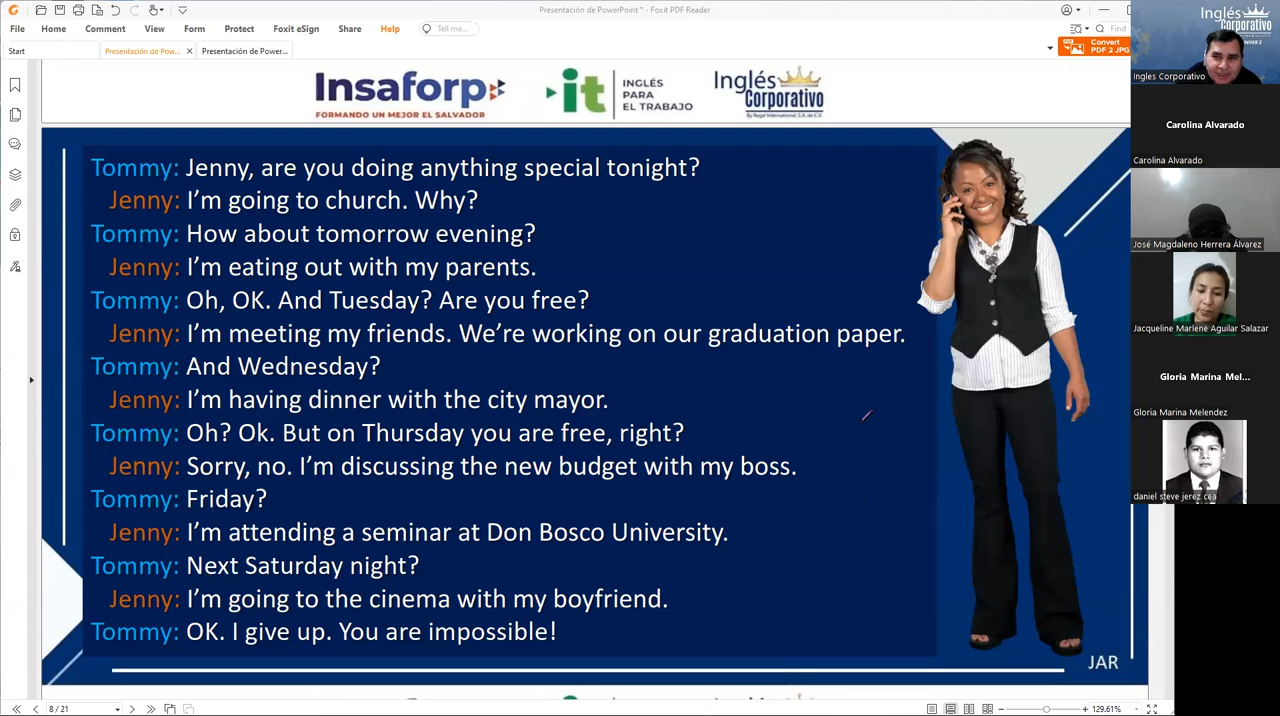 Presentación de PowerPoint * - Foxit PDF Reader
File Home Comment View Form Protect Foxit eSign Share Help Tell me... Find
Start Presentación de Pow... Presentación de Power...
Convert
PDF 2 JPG
Insaforp
FORMANDO UN MEJOR EL SALVADOR
it
INGLÉS
PARA
EL TRABAJO
Inglés
Corporativo
By Regal International, S.A. de C.V.
Tommy: Jenny, are you doing anything special tonight?
Jenny: I'm going to church. Why?
Tommy: How about tomorrow evening?
Jenny: I'm eating out with my parents.
Tommy: Oh, OK. And Tuesday? Are you free?
Jenny: I'm meeting my friends. We're working on our graduation paper.
Tommy: And Wednesday?
Jenny: I'm having dinner with the city mayor.
Tommy: Oh? Ok. But on Thursday you are free, right?
Jenny: Sorry, no. I'm discussing the new budget with my boss.
Tommy: Friday?
Jenny: I'm attending a seminar at Don Bosco University.
Tommy: Next Saturday night?
Jenny: I'm going to the cinema with my boyfriend.
Tommy: OK. I give up. You are impossible!
JAR
8 / 21
129.61%
Inglés
Corporativo
Ingles Corporativo
Carolina Alvarado
Carolina Alvarado
José Magdaleno Herrera Álvarez
Jacqueline Marlene Aguilar Salazar
Gloria Marina Mel...
Gloria Marina Melendez
daniel steve jerez cea